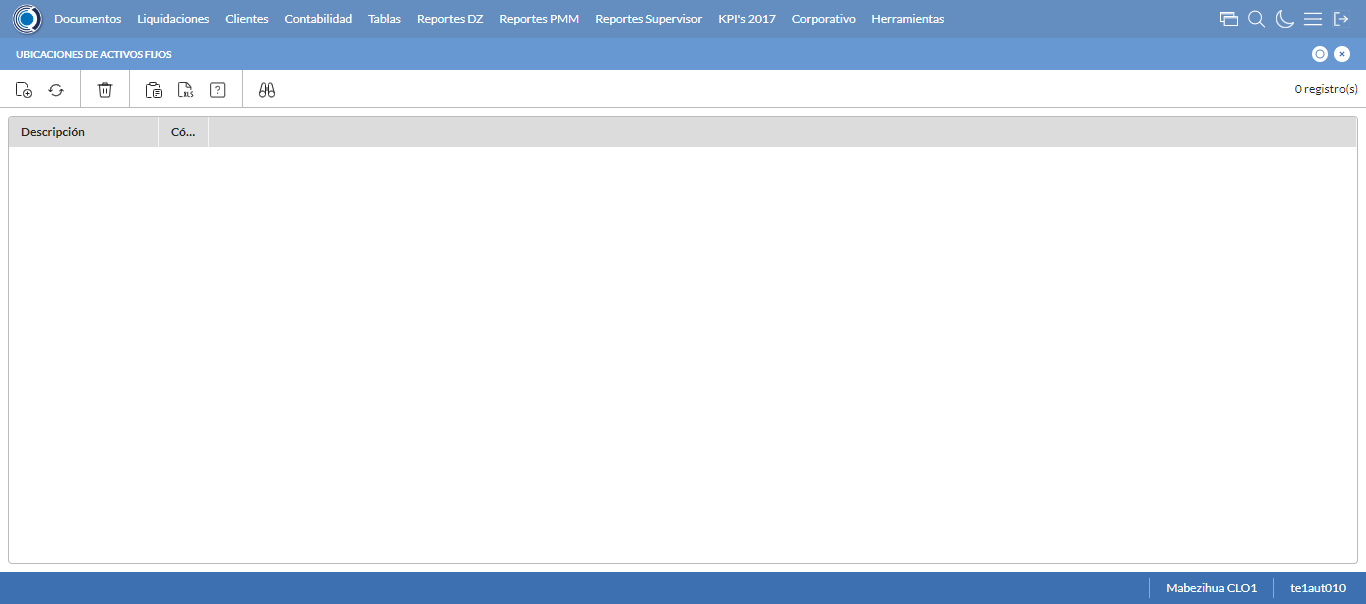 Documentos Liquidaciones Clientes Contabilidad Tablas Reportes DZ Reportes PMM Reportes Supervisor KPI's 2017 Corporativo Herramientas
UBICACIONES DE ACTIVOS FIJOS
XLS ? 0 registro(s)
Descripción Có...
Mabezihua CLO1 te1aut010